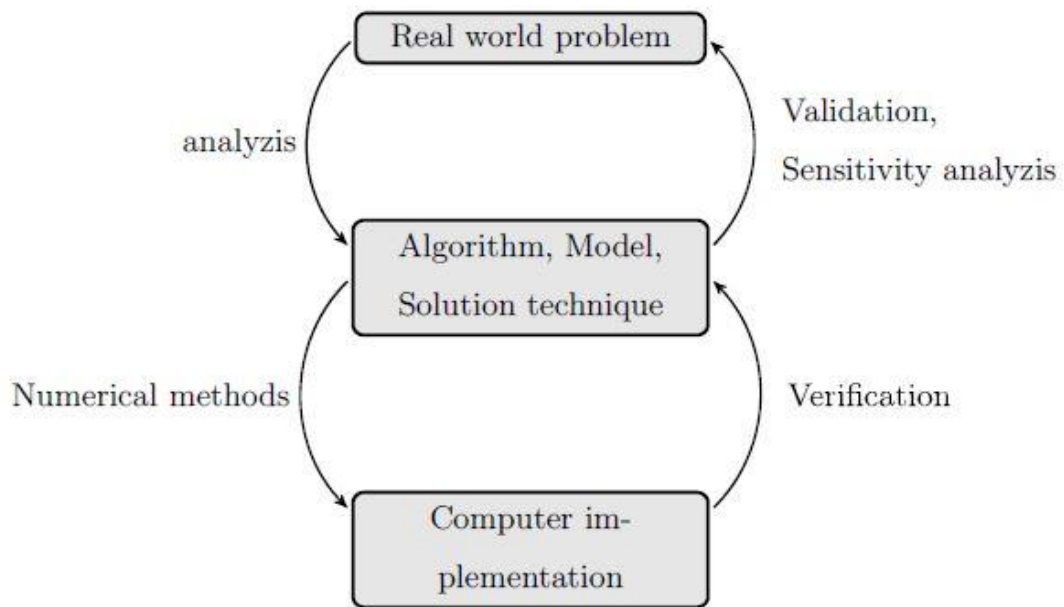 Real world problem
analyzis
Validation,
Sensitivity analyzis
Algorithm, Model,
Solution technique
Numerical methods
Verification
Computer im-
plementation